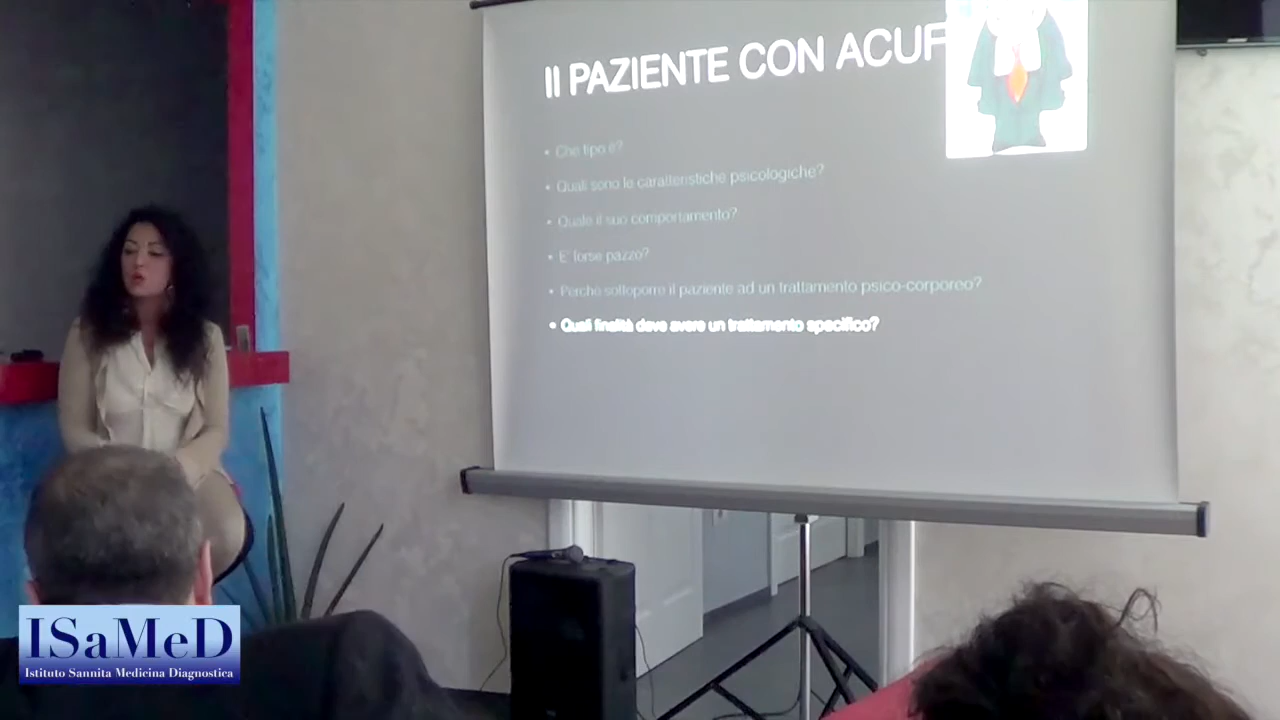 Il PAZIENTE CON ACUF
• Che tipo è?
• Quali sono le caratteristiche psicologiche?
• Quale il suo comportamento?
• E' forse pazzo?
• Perchè sottoporre il paziente ad un trattamento psico-corporeo?
• Quali finalità deve avere un trattamento specifico?
ISaMeD
Istituto Sannita Medicina Diagnostica